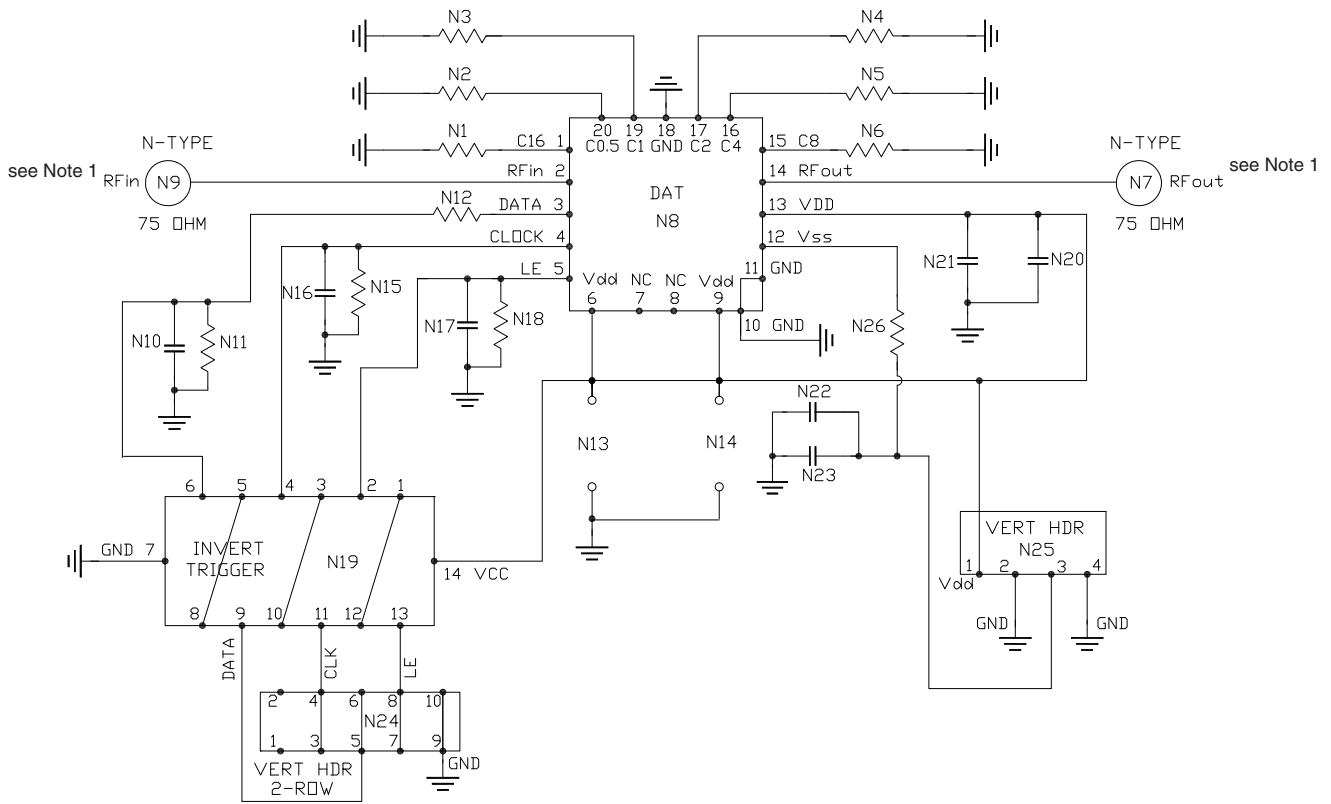 N3
N4
N2
N5
N1
C16 1
20 19 18 17 16
C0.5 C1 GND C2 C4
15 C8
N6
N-TYPE
N-TYPE
see Note 1
RFin
N9
RFin 2
14 RFout
N7
RFout
see Note 1
75 OHM
75 OHM
DAT
N8
N12
DATA 3
13 VDD
CLOCK 4
12 Vss
LE 5
11 GND
Vdd NC NC Vdd
6 7 8 9
10 GND
N16
N15
N21
N20
N17
N18
N26
N10
N11
N22
N13
N14
N23
6 5 4 3 2 1
GND 7
INVERT
TRIGGER
N19
14 VCC
8 9 10 11 12 13
VERT HDR
N25
1 2 3 4
Vdd
GND
GND
DATA
CLK
LE
2 4 6 8 10
N24
1 3 5 7 9
GND
VERT HDR
2-ROW